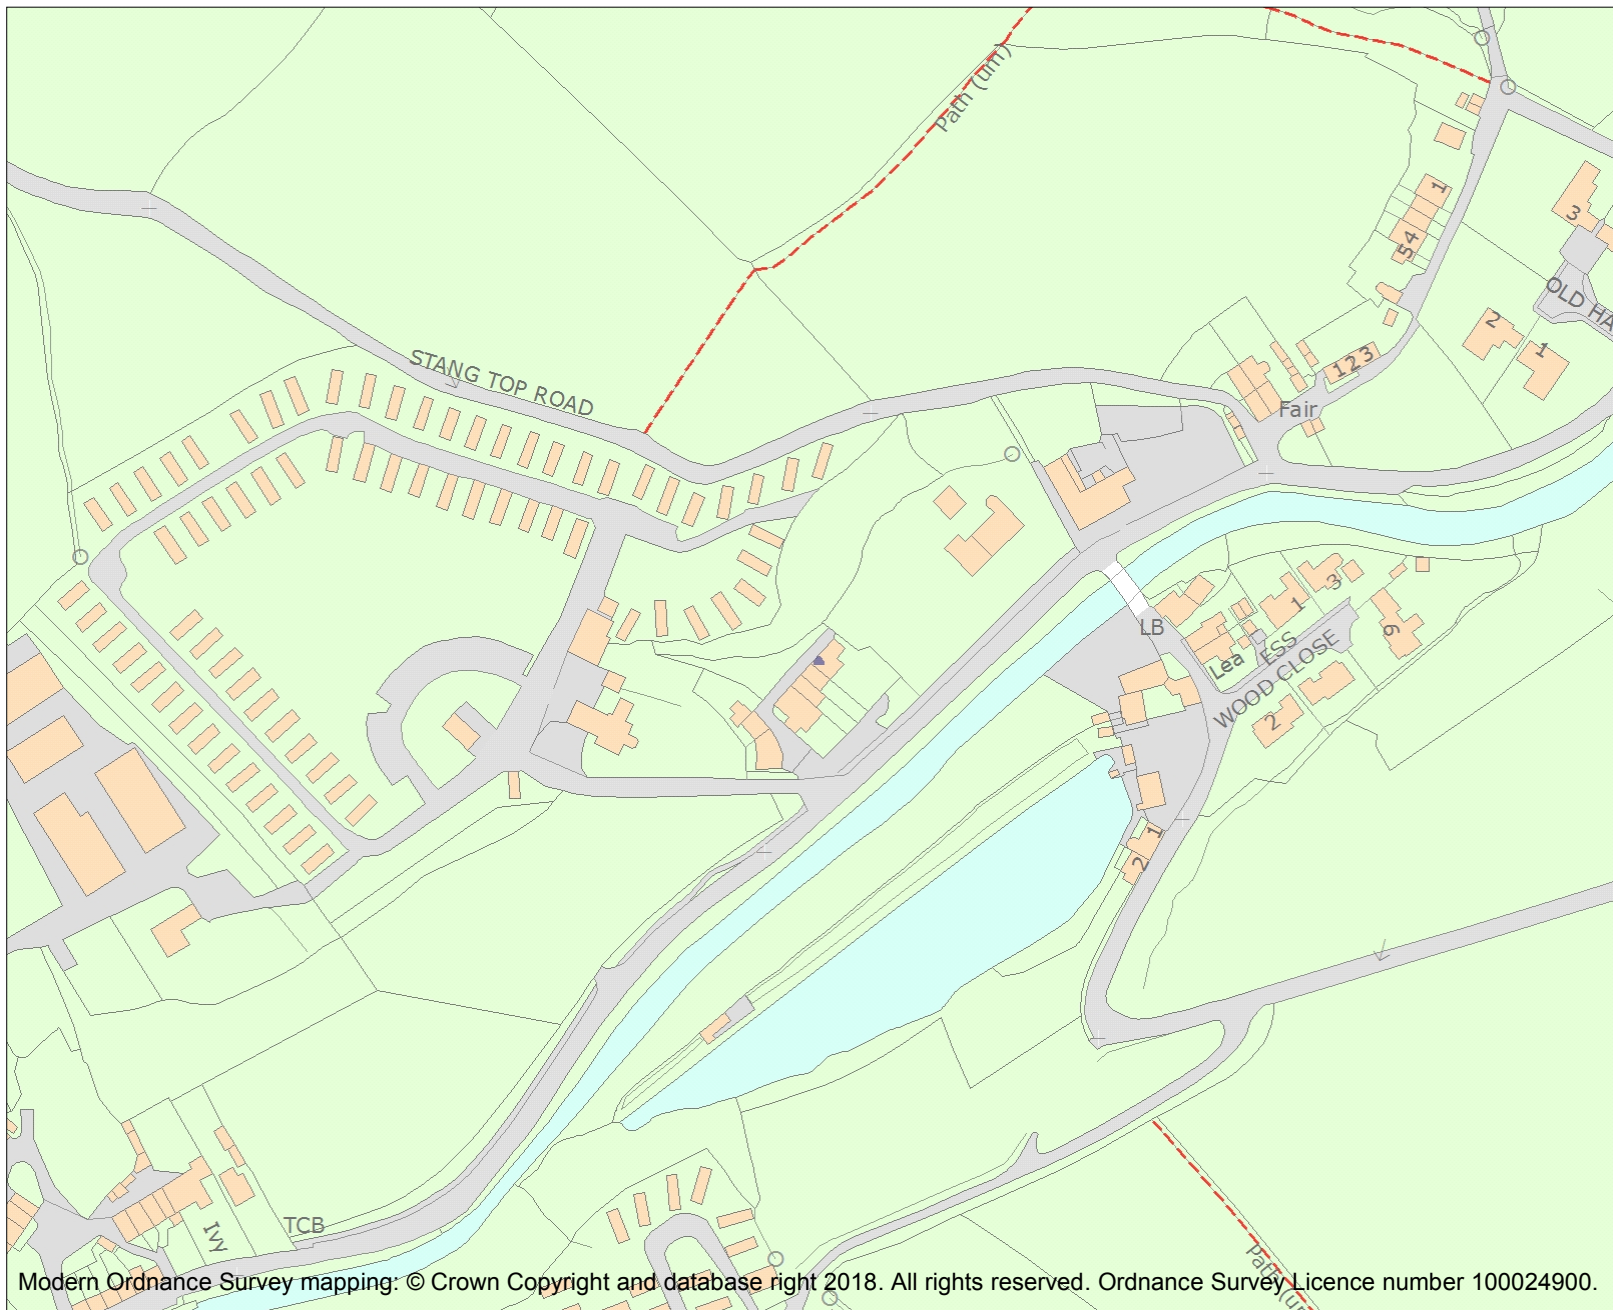 Path (um)
1
3
54
OLD HA
2
1
STANG TOP ROAD
123
Fair
LB
1
3
6
ESS
Lea
WOOD CLOSE
2
1
2
TCB
Ivy
Path (u
Modern Ordnance Survey mapping: © Crown Copyright and database right 2018. All rights reserved. Ordnance Survey Licence number 100024900.